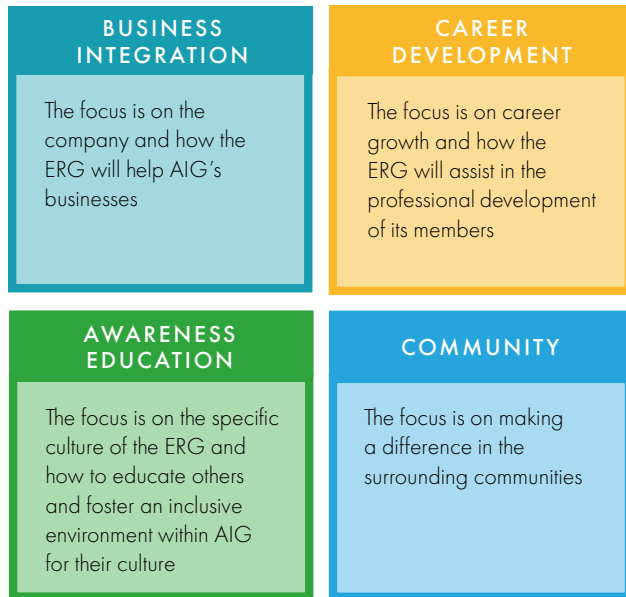 BUSINESS
INTEGRATION
The focus is on the
company and how the
ERG will help AIG's
businesses
CAREER
DEVELOPMENT
The focus is on career
growth and how the
ERG will assist in the
professional development
of its members
AWARENESS
EDUCATION
The focus is on the specific
culture of the ERG and
how to educate others
and foster an inclusive
environment within AIG
for their culture
COMMUNITY
The focus is on making
a difference in the
surrounding communities